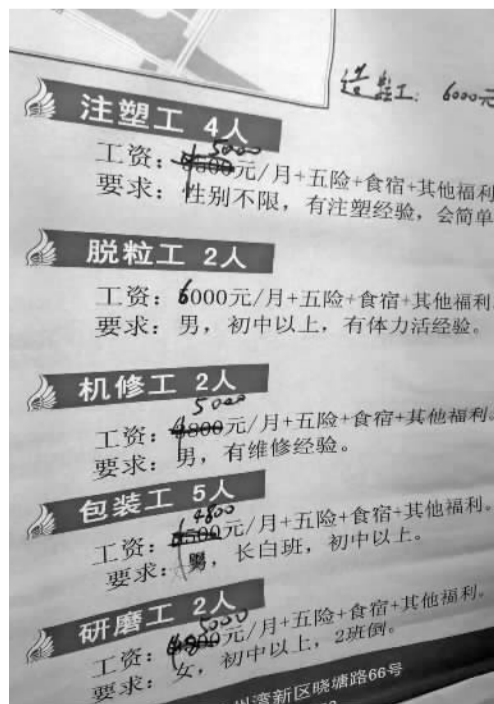 造粒工: 6000元
注塑工 4人
5000
工资: 元/月+五险+食宿+其他福利
要求: 性别不限, 有注塑经验, 会简单
脱粒工 2人
工资: 6000元/月+五险+食宿+其他福利
要求: 男, 初中以上, 有体力活经验。
机修工 2人
5000
工资: 4800元/月+五险+食宿+其他福利。
要求: 男, 有维修经验。
包装工 5人
4800
工资: 4500元/月+五险+食宿+其他福利。
要求: 男, 长白班, 初中以上。
研磨工 2人
5000
工资: 4800元/月+五险+食宿+其他福利。
要求: 女, 初中以上, 2班倒。
湾新区晓塘路66号